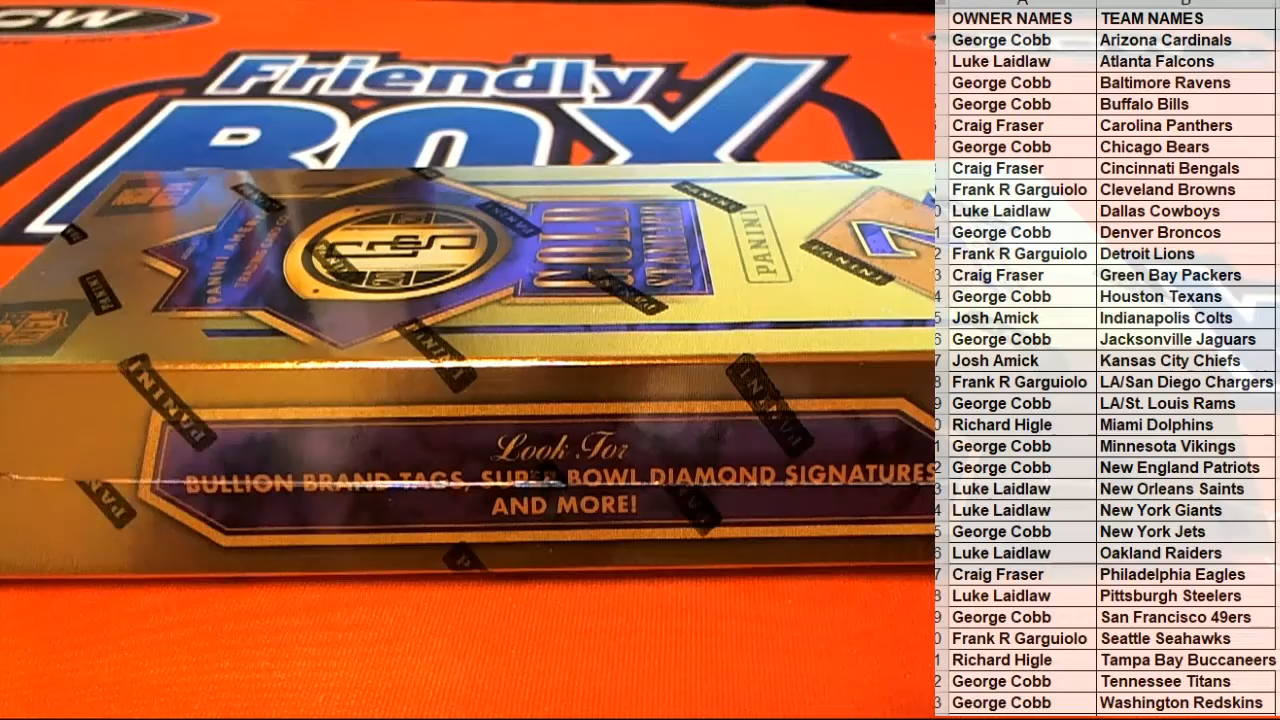 Friendly
BOX
PANINI
GOLD
STANDARD
PANINI
Look For
BULLION BRAND TAGS, SUPER BOWL DIAMOND SIGNATURES
AND MORE!
OWNER NAMES TEAM NAMES
George Cobb Arizona Cardinals
Luke Laidlaw Atlanta Falcons
George Cobb Baltimore Ravens
George Cobb Buffalo Bills
Craig Fraser Carolina Panthers
George Cobb Chicago Bears
Craig Fraser Cincinnati Bengals
Frank R Garguiolo Cleveland Browns
Luke Laidlaw Dallas Cowboys
George Cobb Denver Broncos
Frank R Garguiolo Detroit Lions
Craig Fraser Green Bay Packers
George Cobb Houston Texans
Josh Amick Indianapolis Colts
George Cobb Jacksonville Jaguars
Josh Amick Kansas City Chiefs
Frank R Garguiolo LA/San Diego Chargers
George Cobb LA/St. Louis Rams
Richard Higle Miami Dolphins
George Cobb Minnesota Vikings
George Cobb New England Patriots
Luke Laidlaw New Orleans Saints
Luke Laidlaw New York Giants
George Cobb New York Jets
Luke Laidlaw Oakland Raiders
Craig Fraser Philadelphia Eagles
Luke Laidlaw Pittsburgh Steelers
George Cobb San Francisco 49ers
Frank R Garguiolo Seattle Seahawks
Richard Higle Tampa Bay Buccaneers
George Cobb Tennessee Titans
George Cobb Washington Redskins